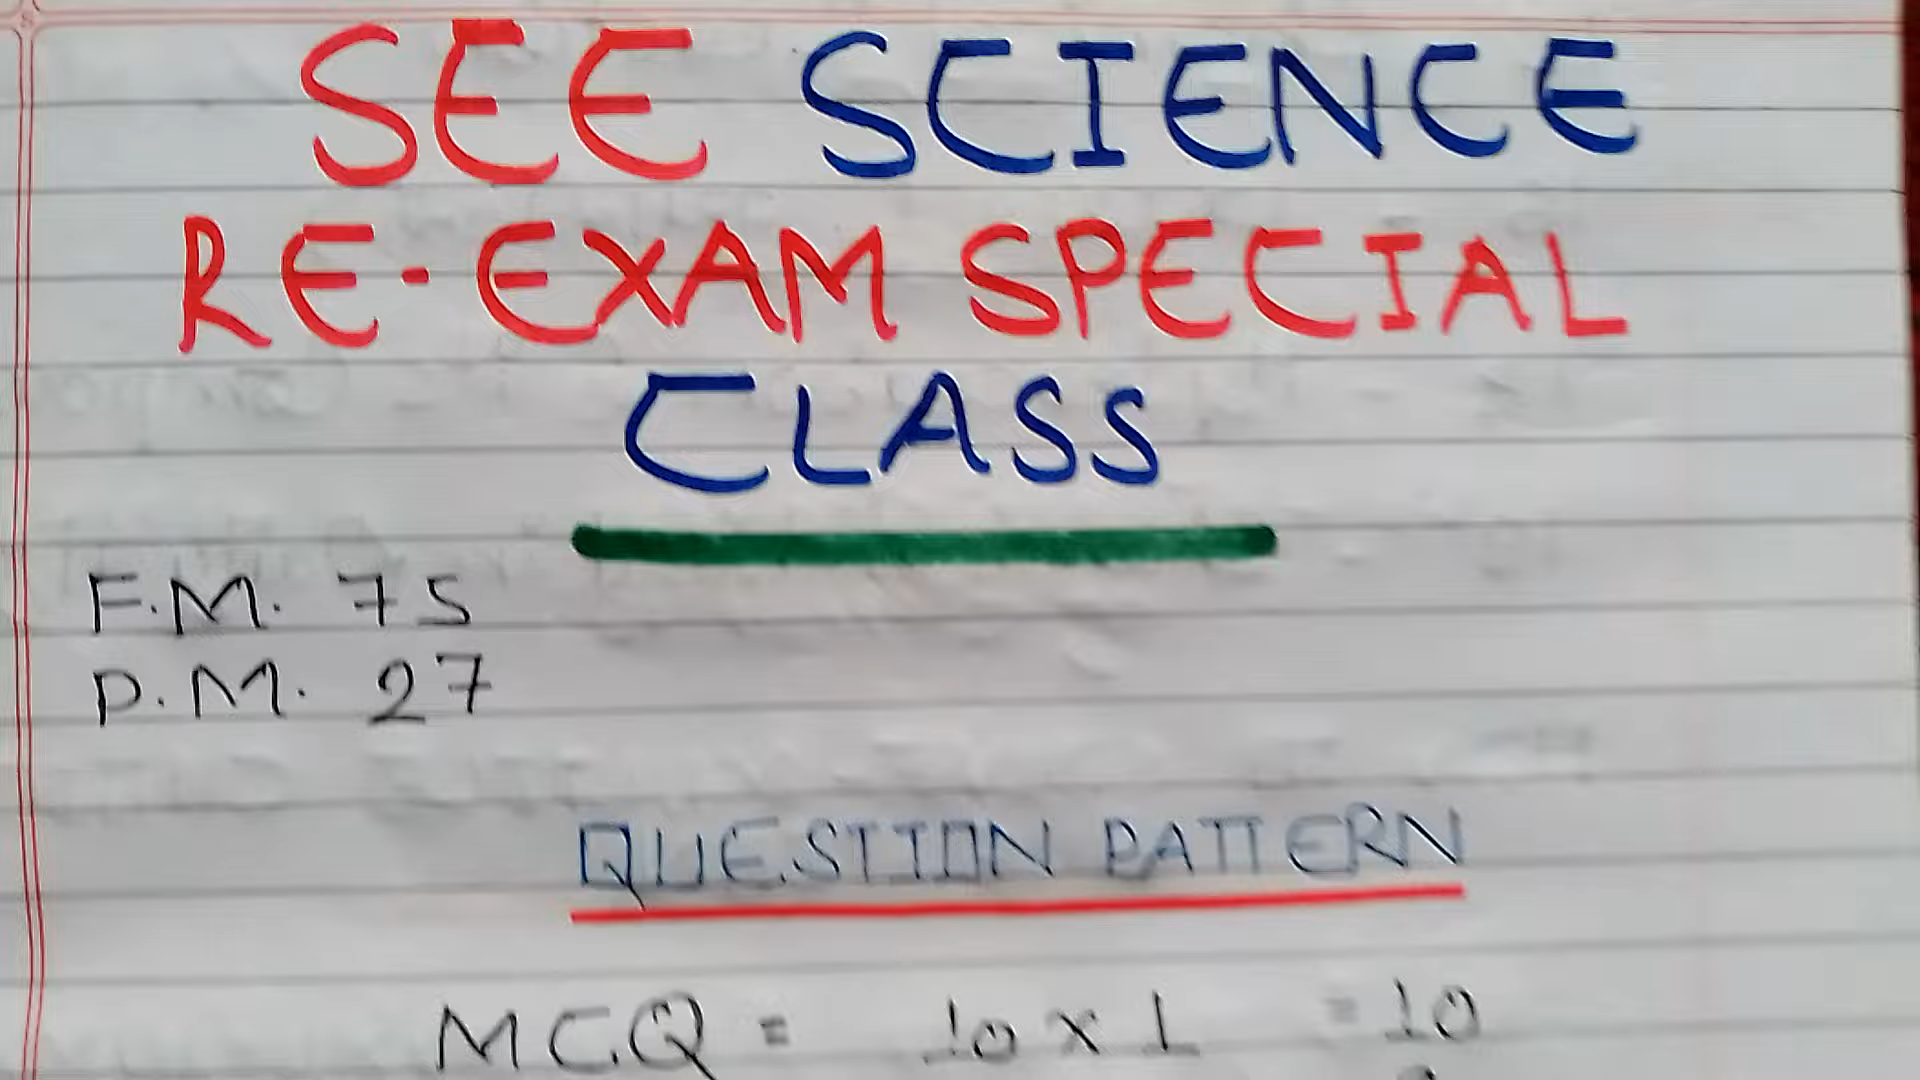 SEE SCIENCE
RE-EXAM SPECIAL
CLASS
F.M. 75
P.M. 27
QUESTION PATTERN
MCQ = 10 x 1 = 10